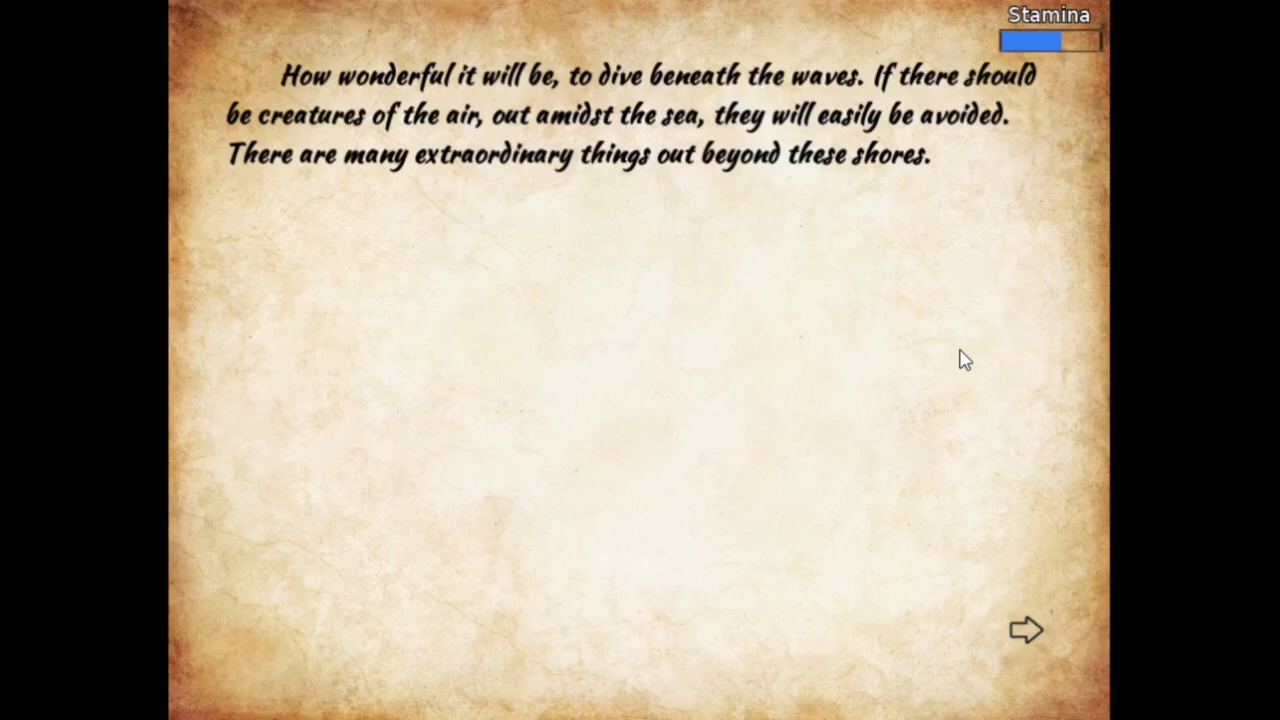 Stamina
How wonderful it will be, to dive beneath the waves. If there should
be creatures of the air, out amidst the sea, they will easily be avoided.
There are many extraordinary things out beyond these shores.